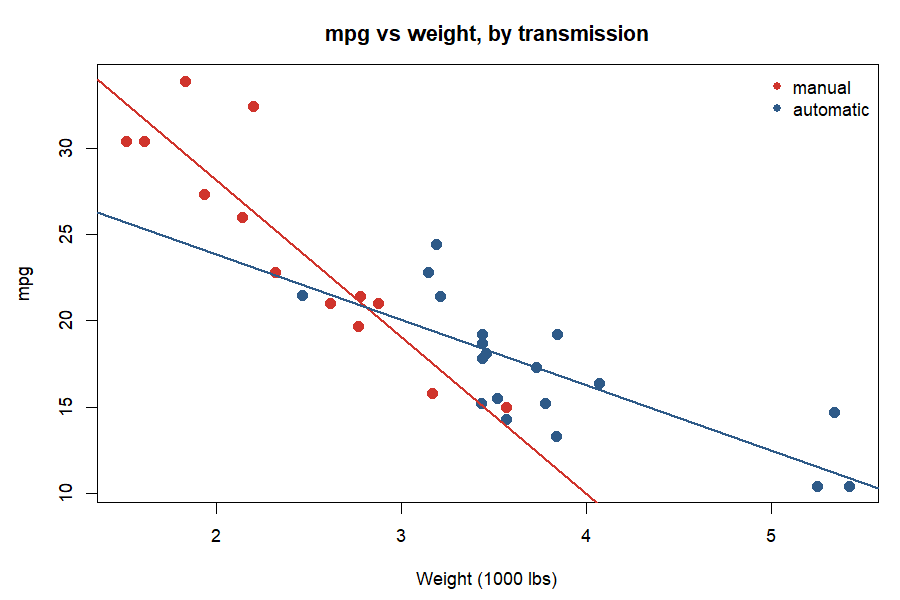 mpg vs weight, by transmission
manual
automatic
mpg
30
25
20
15
10
2 3 4 5
Weight (1000 lbs)